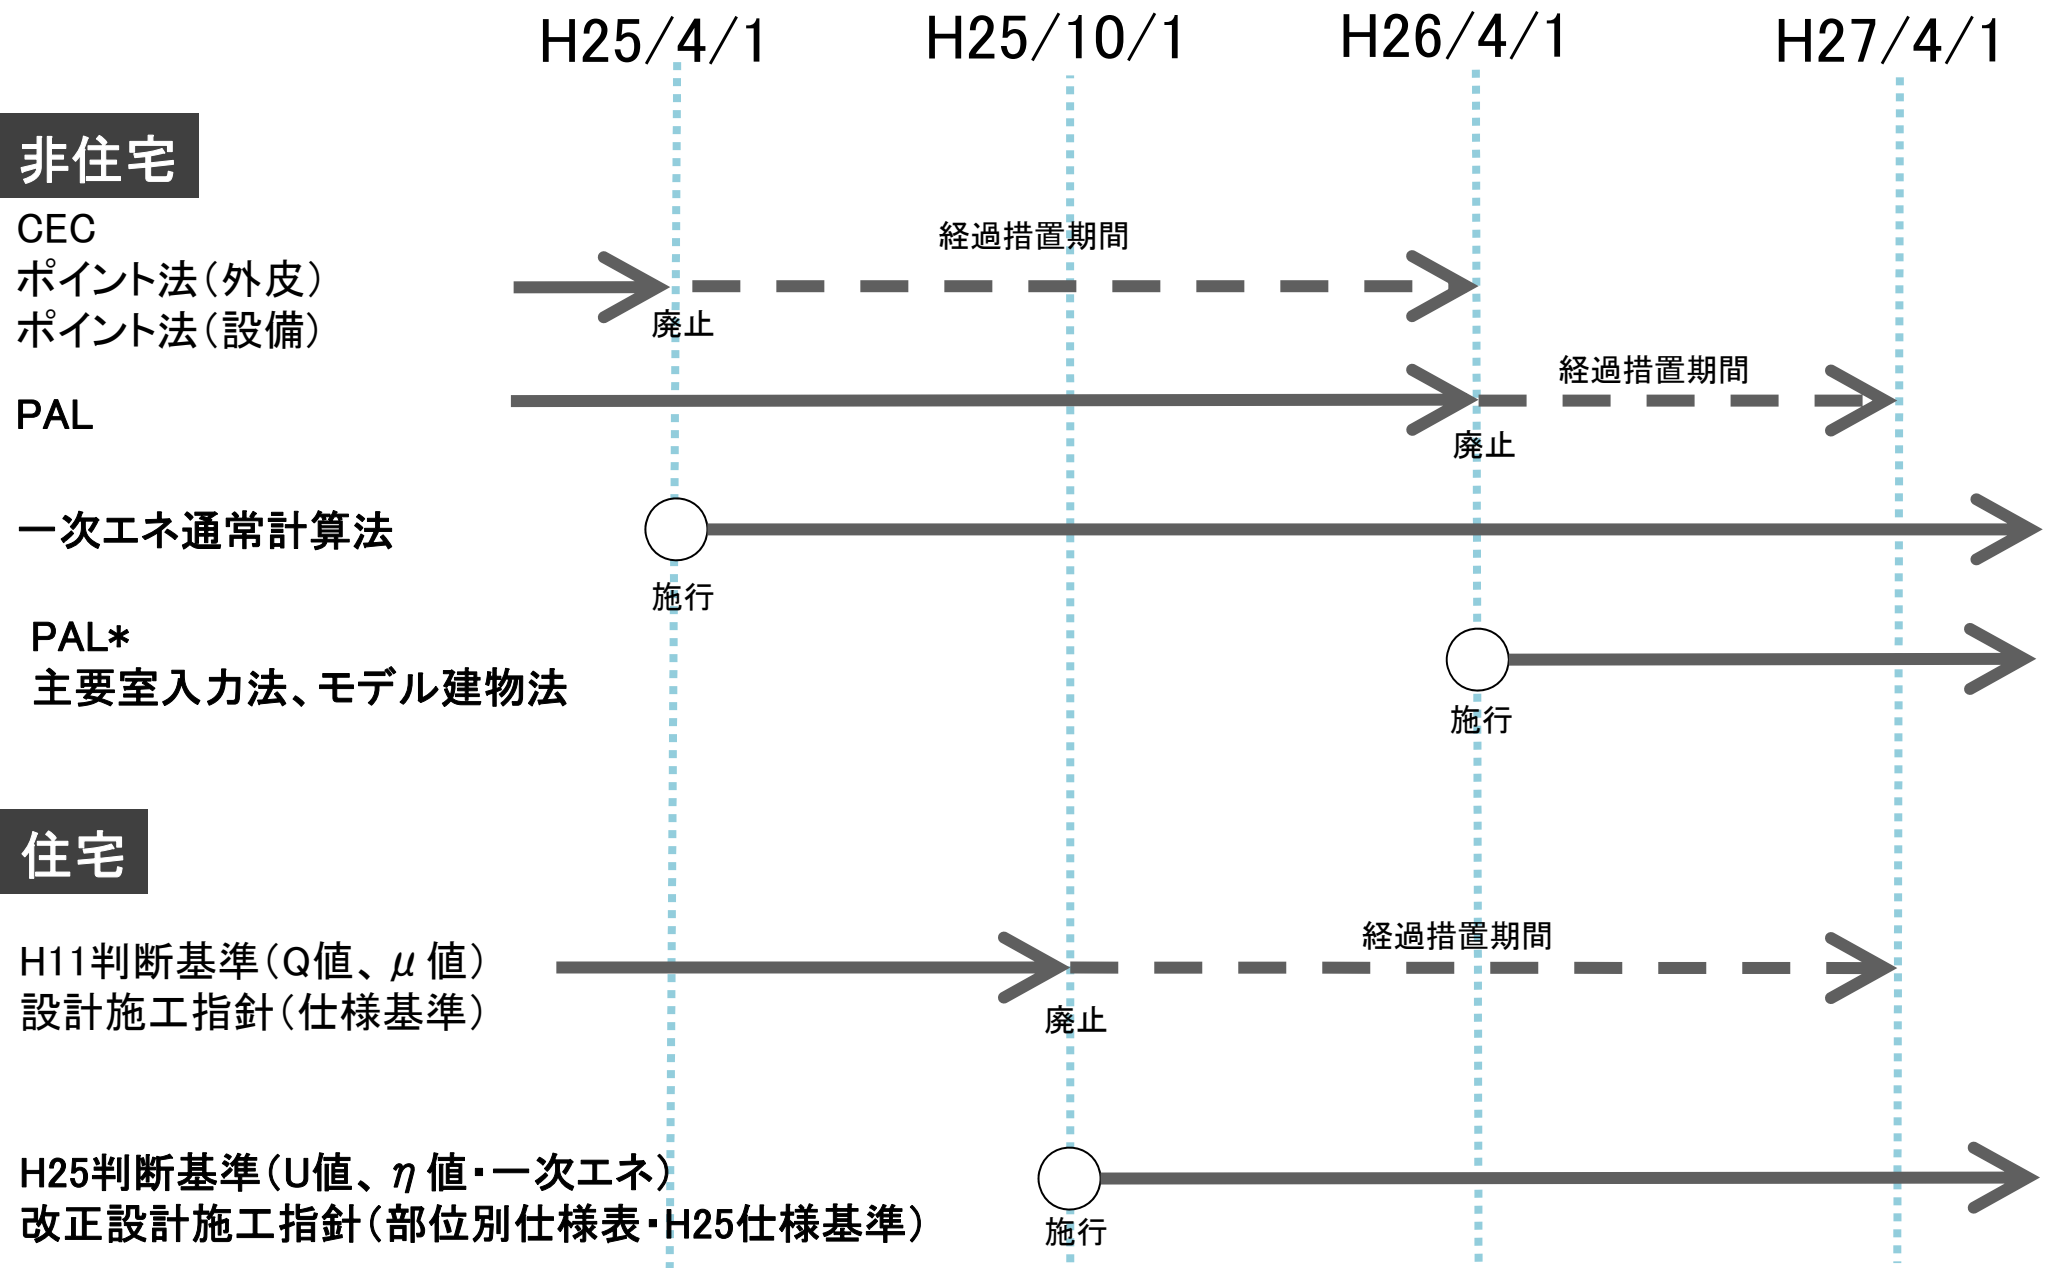 H25/4/1
H25/10/1
H26/4/1
H27/4/1
非住宅
CEC
ポイント法（外皮）
ポイント法（設備）
経過措置期間
廃止
PAL
経過措置期間
廃止
一次エネ通常計算法
施行
PAL*
主要室入力法、モデル建物法
施行
住宅
H11判断基準（Q値、μ値）
設計施工指針（仕様基準）
経過措置期間
廃止
H25判断基準（U値、η値・一次エネ）
改正設計施工指針（部位別仕様表・H25仕様基準）
施行